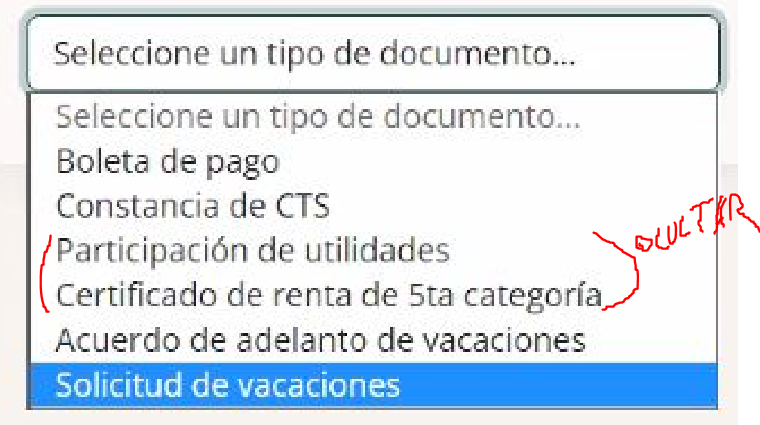 Seleccione un tipo de documento...
Seleccione un tipo de documento...
Boleta de pago
Constancia de CTS
Participación de utilidades
Certificado de renta de 5ta categoría
OCULTAR
Acuerdo de adelanto de vacaciones
Solicitud de vacaciones